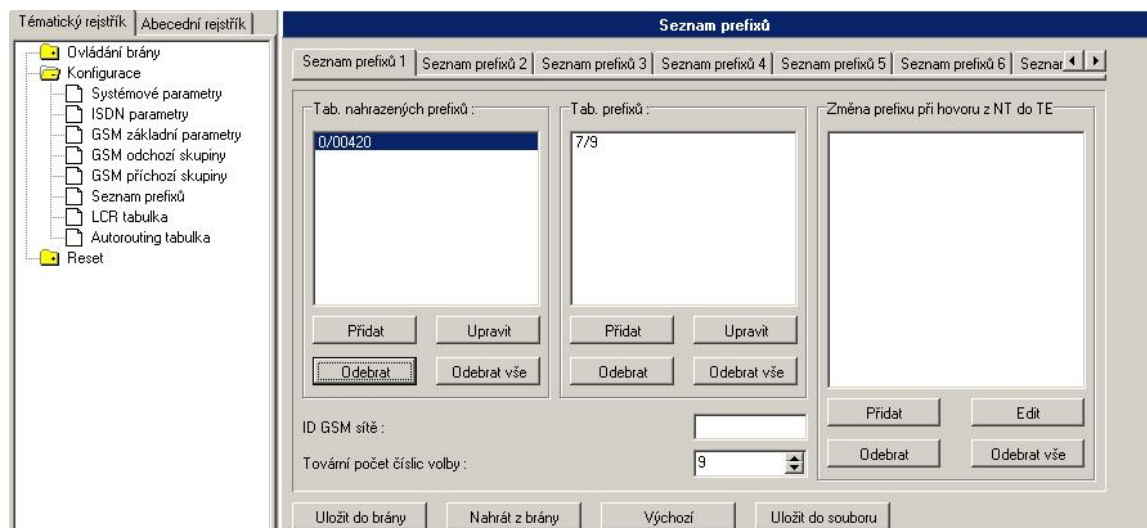 Tématický rejstřík
Abecední rejstřík
Ovládání brány
Konfigurace
Systémové parametry
ISDN parametry
GSM základní parametry
GSM odchozí skupiny
GSM příchozí skupiny
Seznam prefixů
LCR tabulka
Autorouting tabulka
Reset
Seznam prefixů
Seznam prefixů 1
Seznam prefixů 2
Seznam prefixů 3
Seznam prefixů 4
Seznam prefixů 5
Seznam prefixů 6
Seznar
Tab. nahrazených prefixů :
0/00420
Přidat
Upravit
Odebrat
Odebrat vše
Tab. prefixů :
7/9
Přidat
Upravit
Odebrat
Odebrat vše
Změna prefixu při hovoru z NT do TE
Přidat
Edit
Odebrat
Odebrat vše
ID GSM sítě :
Tovární počet číslic volby :
9
Uložit do brány
Nahrát z brány
Výchozí
Uložit do souboru